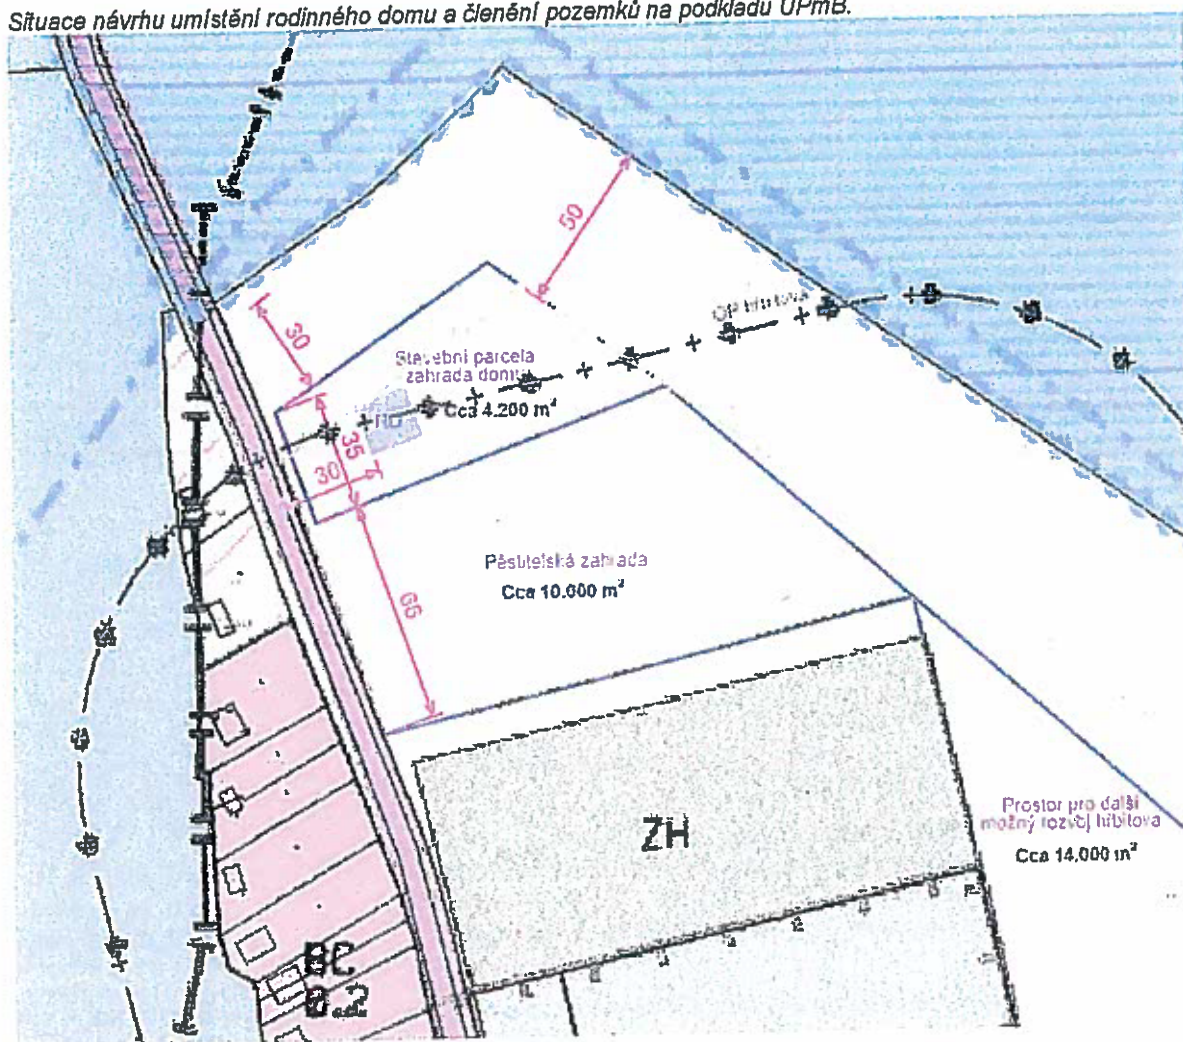 Situace návrhu umístění rodinného domu a členění pozemků na podkladu ÚPmB.
50
OP hřbitova
30
Stavební parcela
zahrada domu
Cca 4.200 m²
RD
35
30
Pěstitelská zahrada
Cca 10.000 m²
65
ZH
Prostor pro další
možný rozvoj hřbitova
Cca 14.000 m²
BC
0.2